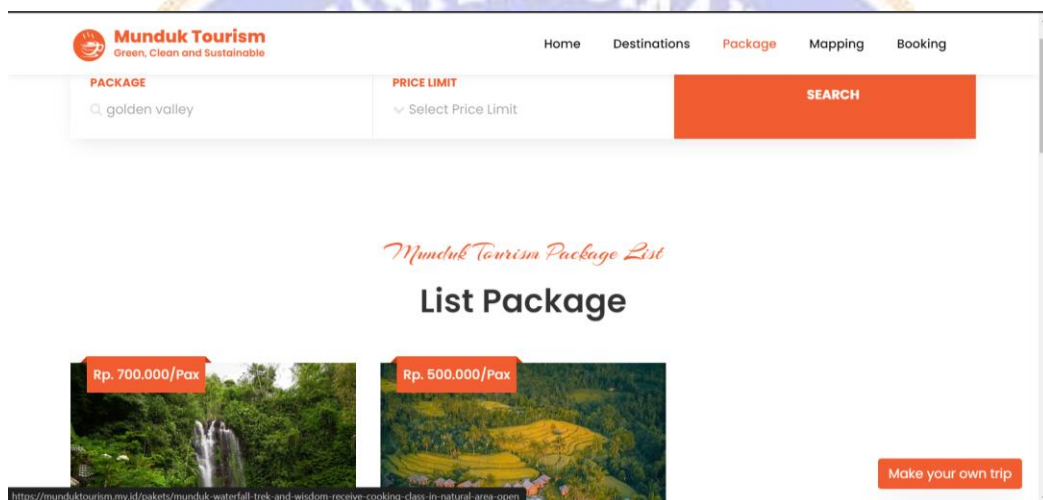 Munduk Tourism
Green, Clean and Sustainable
Home Destinations Package Mapping Booking
PACKAGE
golden valley
PRICE LIMIT
Select Price Limit
SEARCH
Munduk Tourism Package List
List Package
Rp. 700.000/Pax
Rp. 500.000/Pax
Make your own trip
https://munduktourism.my.id/pakets/munduk-waterfall-trek-and-wisdom-receive-cooking-class-in-natural-area-open